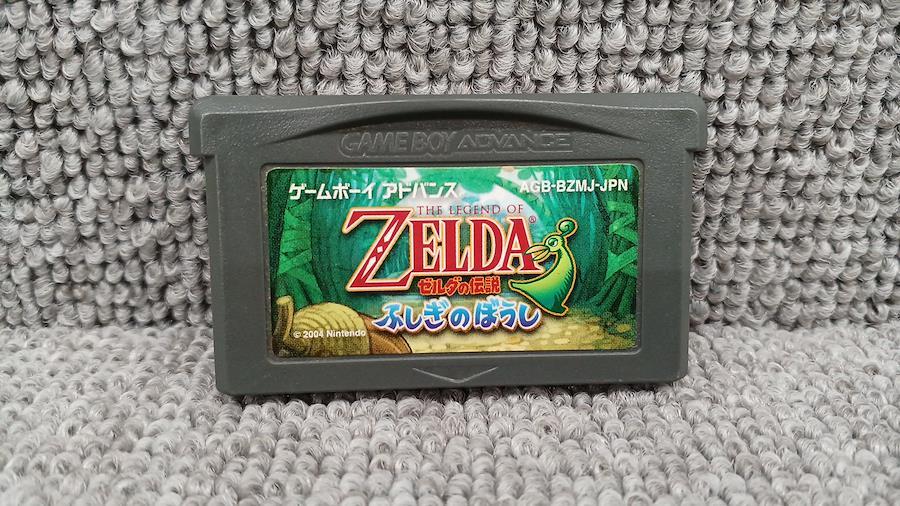 GAME BOY ADVANCE
ゲームボーイアドバンス AGB-BZMJ-JPN
THE LEGEND OF
ZELDA®
ゼルダの伝説
ふしぎのぼうし
© 2004 Nintendo